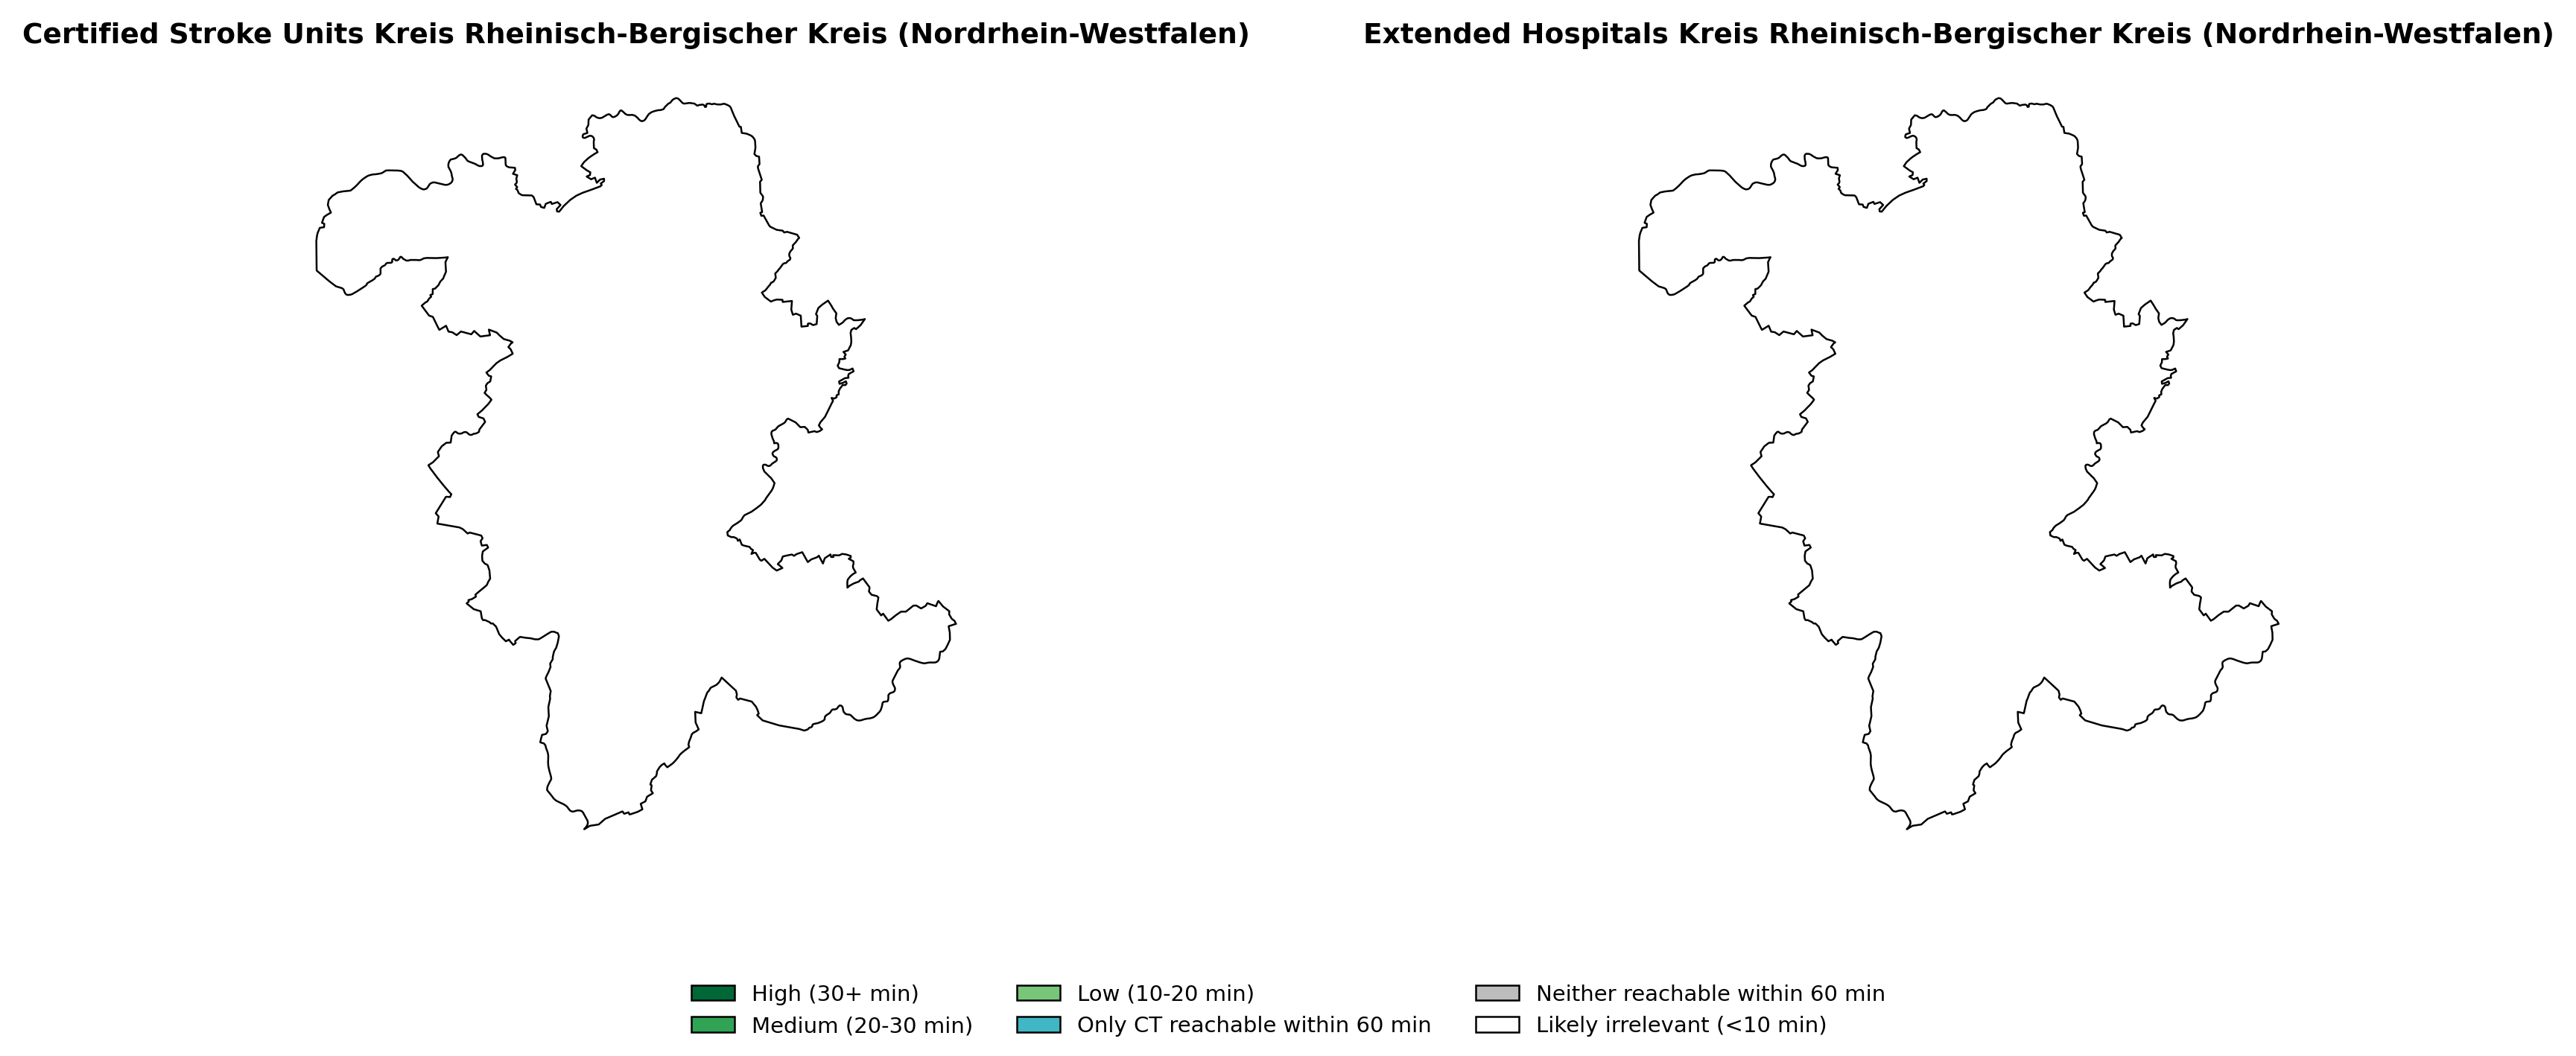 Certified Stroke Units Kreis Rheinisch-Bergischer Kreis (Nordrhein-Westfalen)
Extended Hospitals Kreis Rheinisch-Bergischer Kreis (Nordrhein-Westfalen)
High (30+ min)
Medium (20-30 min)
Low (10-20 min)
Only CT reachable within 60 min
Neither reachable within 60 min
Likely irrelevant (<10 min)